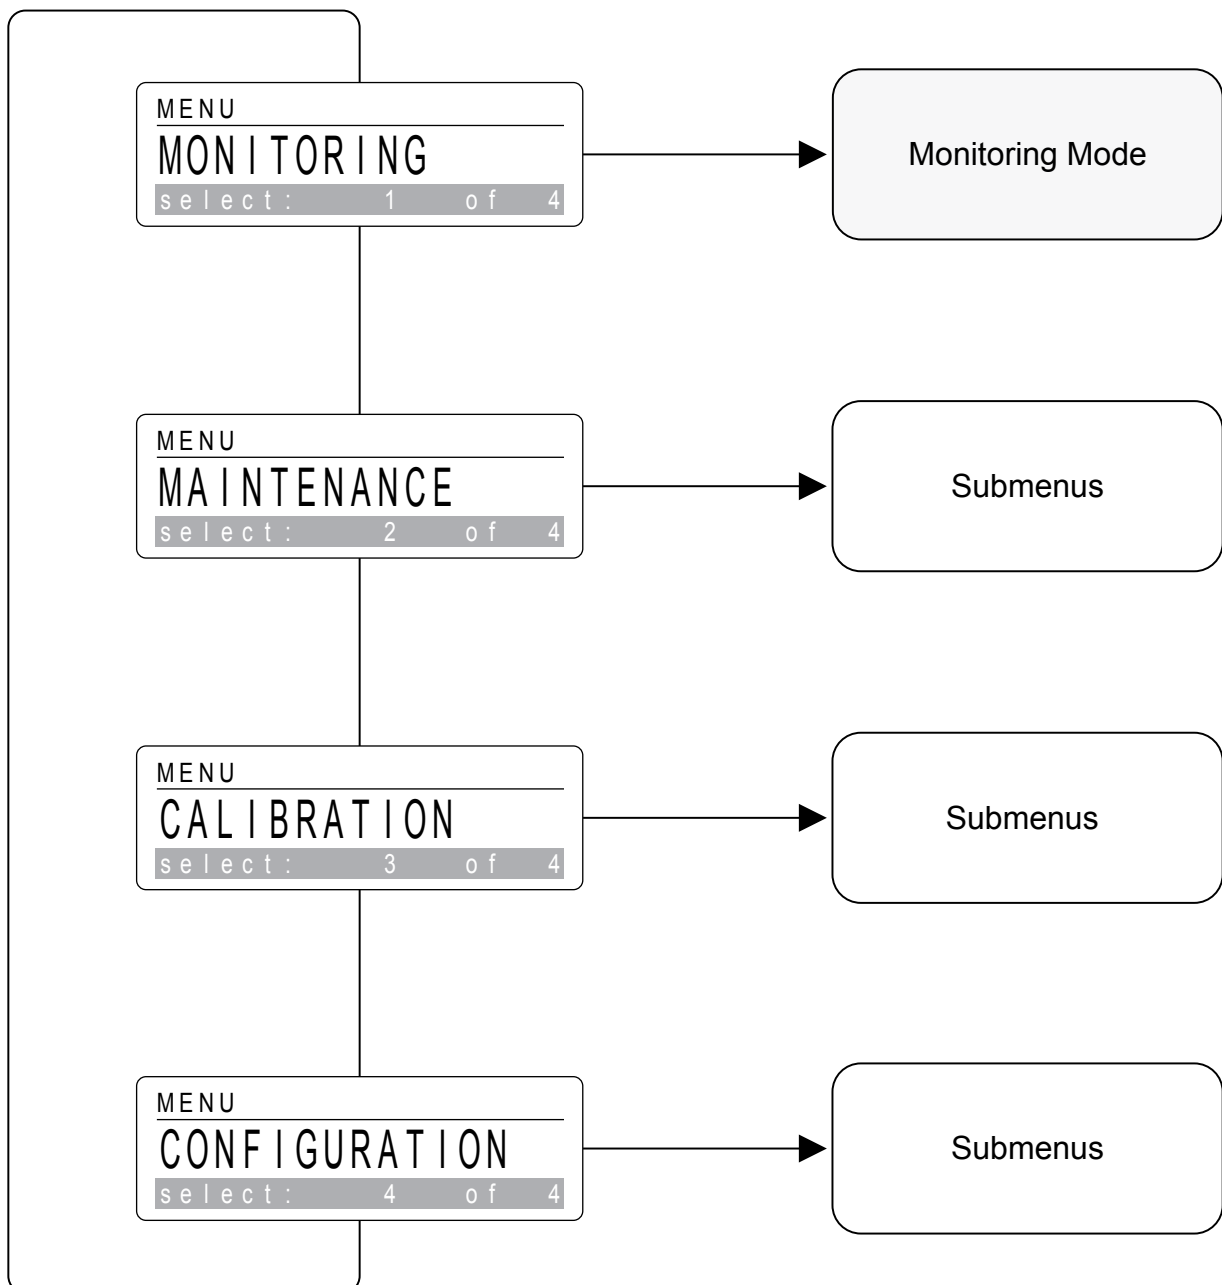 MENU
MONITORING
select: 1 of 4
Monitoring Mode
MENU
MAINTENANCE
select: 2 of 4
Submenus
MENU
CALIBRATION
select: 3 of 4
Submenus
MENU
CONFIGURATION
select: 4 of 4
Submenus